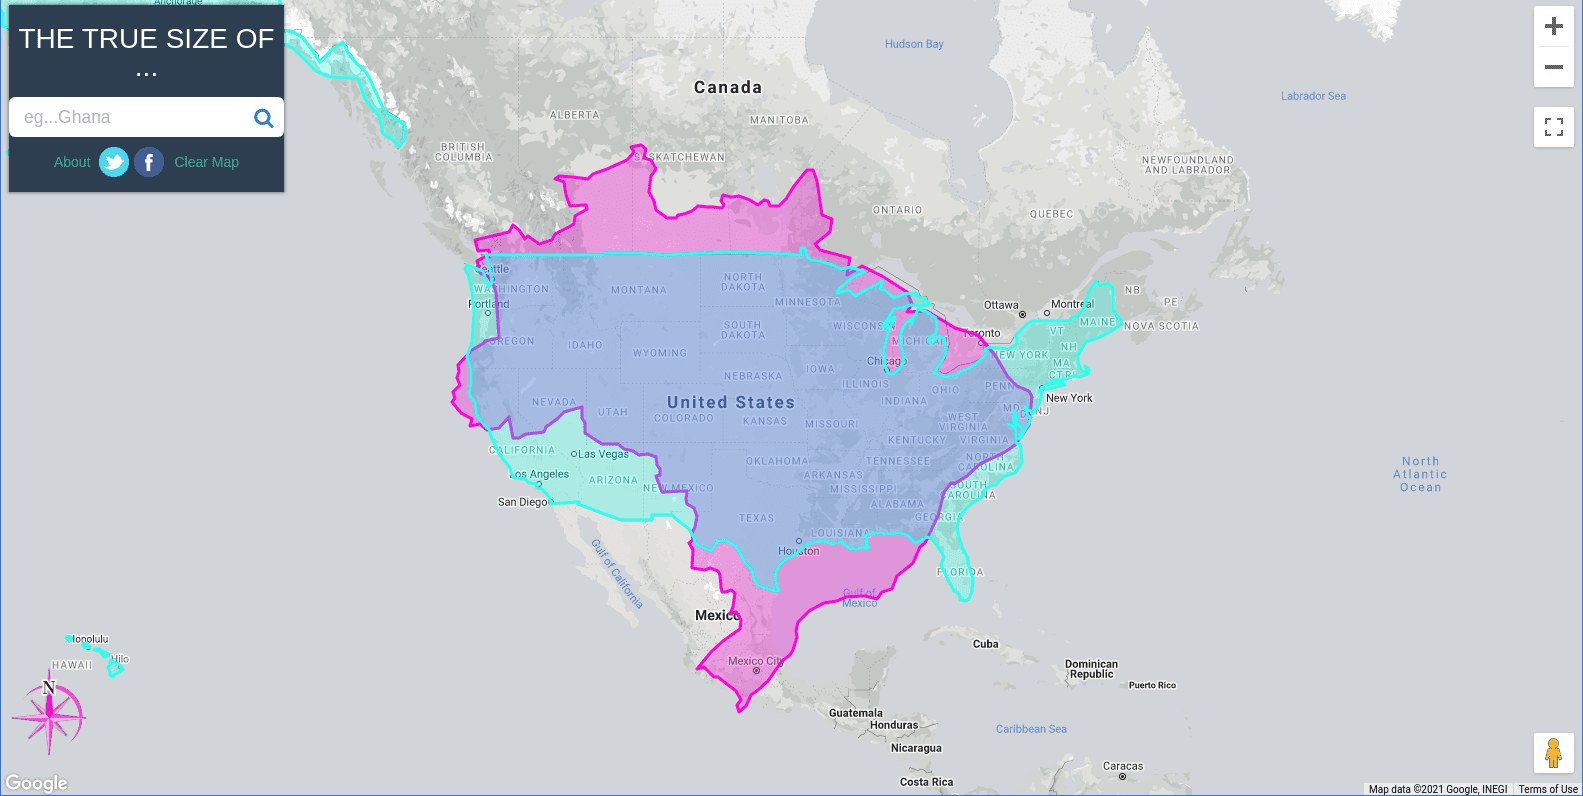 Anchorage
THE TRUE SIZE OF
...
eg...Ghana
About
Clear Map
Hudson Bay
Canada
Labrador Sea
ALBERTA
MANITOBA
BRITISH
COLUMBIA
SASKATCHEWAN
NEWFOUNDLAND
AND LABRADOR
ONTARIO
QUEBEC
Seattle
WASHINGTON
MONTANA
NORTH
DAKOTA
MINNESOTA
Ottawa
Montreal
NB
PE
Portland
MAINE
NOVA SCOTIA
OREGON
IDAHO
SOUTH
DAKOTA
WISCONSIN
MICHIGAN
Toronto
VT
NH
NEW YORK
WYOMING
Chicago
MA
CT
RI
NEBRASKA
IOWA
ILLINOIS
INDIANA
OHIO
PENN
New York
NEVADA
UTAH
United States
COLORADO
KANSAS
MISSOURI
WEST
VIRGINIA
MD
DE
NJ
KENTUCKY
VIRGINIA
CALIFORNIA
Las Vegas
OKLAHOMA
TENNESSEE
NORTH
CAROLINA
North
Atlantic
Ocean
Los Angeles
ARIZONA
NEW MEXICO
ARKANSAS
MISSISSIPPI
SOUTH
CAROLINA
San Diego
TEXAS
ALABAMA
GEORGIA
LOUISIANA
Houston
Gulf of California
FLORIDA
Gulf of
Mexico
Mexico
Honolulu
HAWAII
Hilo
Cuba
Mexico City
Dominican
Republic
Puerto Rico
N
Guatemala
Honduras
Caribbean Sea
Nicaragua
Caracas
Costa Rica
Google
Map data ©2021 Google, INEGI
Terms of Use